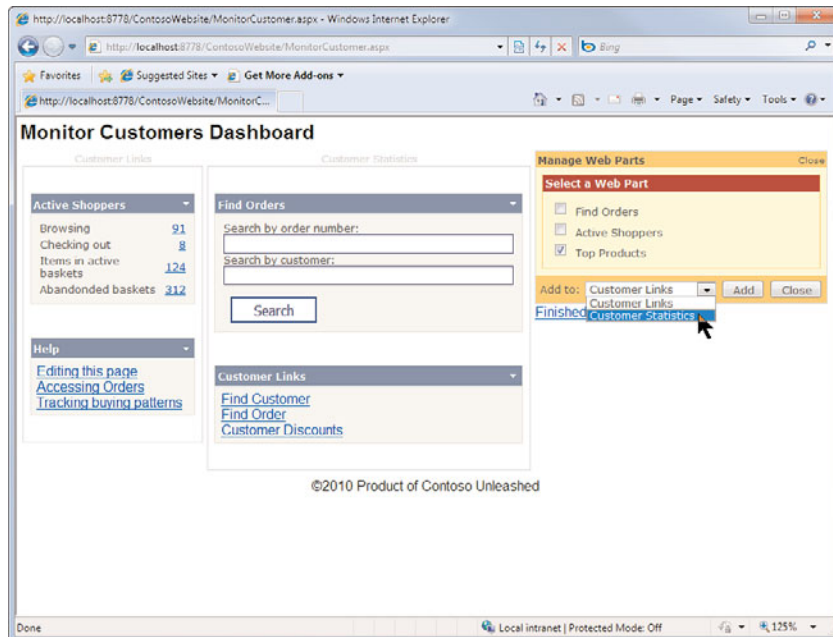 http://localhost:8778/ContosoWebsite/MonitorCustomer.aspx - Windows Internet Explorer
http://localhost:8778/ContosoWebsite/MonitorCustomer.aspx
Bing
Favorites
Suggested Sites
Get More Add-ons
http://localhost:8778/ContosoWebsite/MonitorC...
Page
Safety
Tools
Monitor Customers Dashboard
Customer Links
Active Shoppers
Browsing 91
Checking out 8
Items in active
baskets 124
Abandonded baskets 312
Help
Editing this page
Accessing Orders
Tracking buying patterns
Customer Statistics
Find Orders
Search by order number:
Search by customer:
Search
Customer Links
Find Customer
Find Order
Customer Discounts
Manage Web Parts Close
Select a Web Part
Find Orders
Active Shoppers
Top Products
Add to: Customer Links Add Close
Customer Links
Customer Statistics
Finished
©2010 Product of Contoso Unleashed
Done
Local intranet | Protected Mode: Off
125%